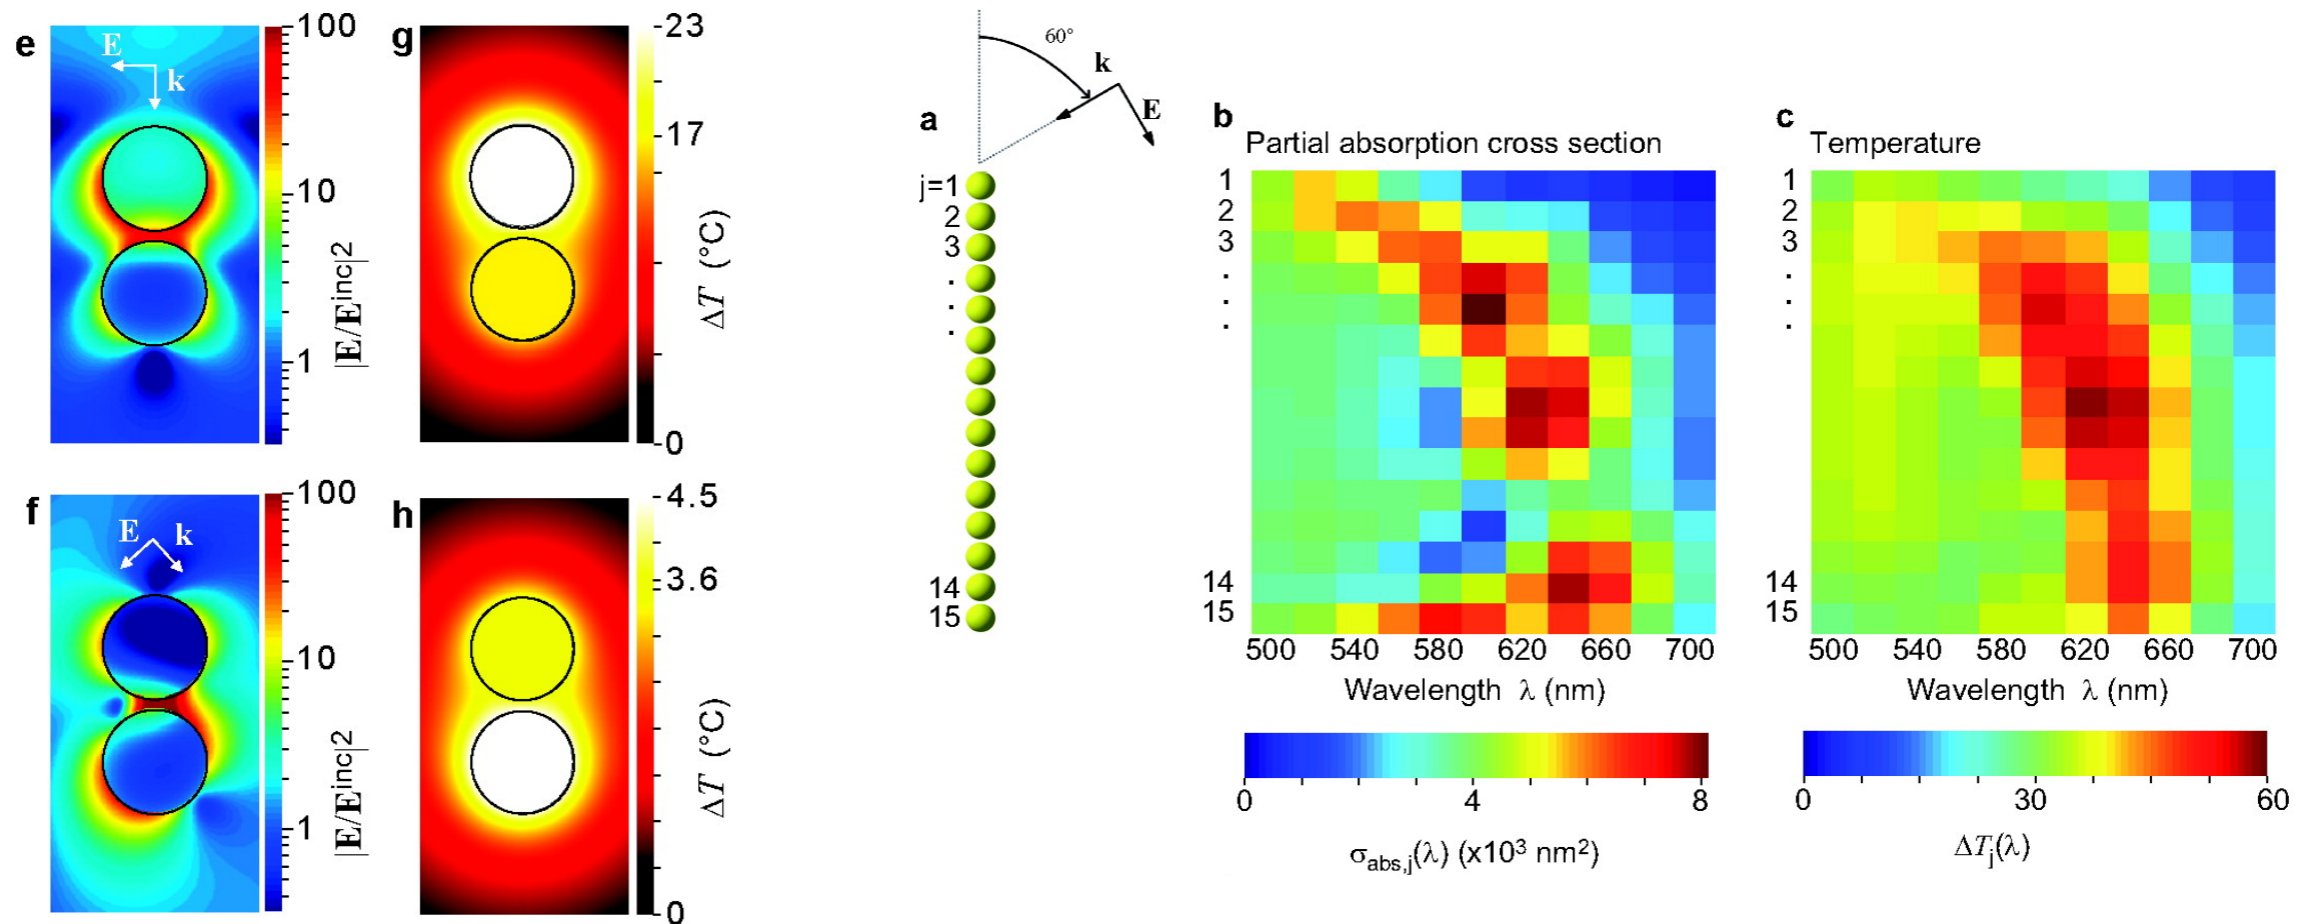 e
E
k
100
10
1
|E/E^inc|^2
g
23
17
0
ΔT (°C)
f
E
k
100
10
1
|E/E^inc|^2
h
4.5
3.6
0
ΔT (°C)
a
60°
k
E
j=1
2
3
.
.
.
14
15
b
Partial absorption cross section
1
2
3
.
.
.
14
15
500 540 580 620 660 700
Wavelength λ (nm)
0 4 8
σabs,j(λ) (x10³ nm²)
c
Temperature
1
2
3
.
.
.
14
15
500 540 580 620 660 700
Wavelength λ (nm)
0 30 60
ΔTj(λ)